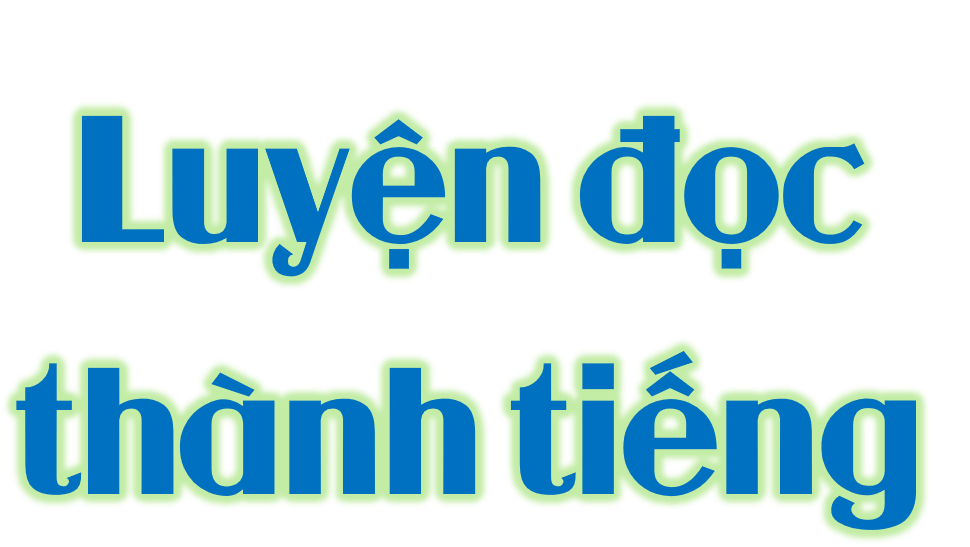 Luyện đọc
thành tiếng